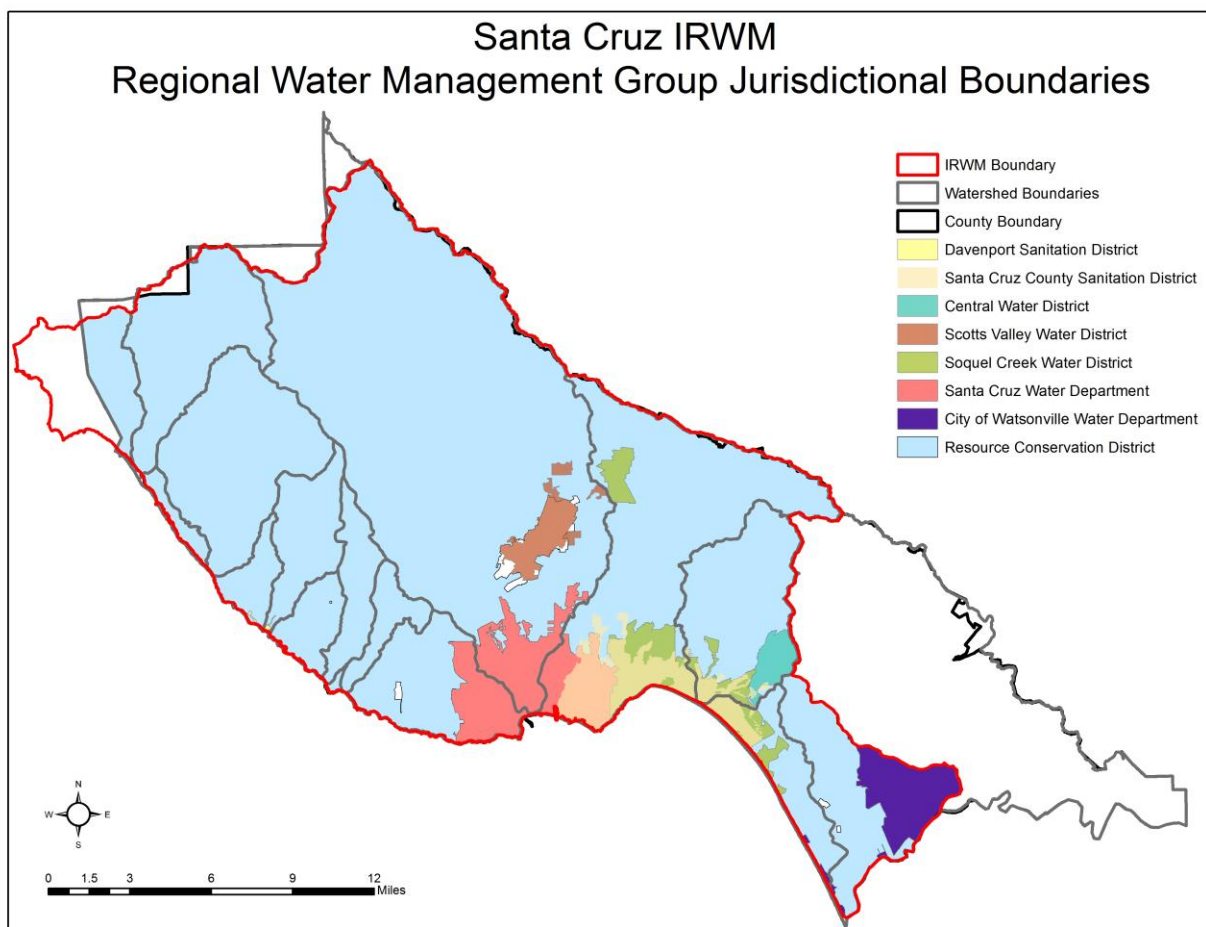 Santa Cruz IRWM
Regional Water Management Group Jurisdictional Boundaries
IRWM Boundary
Watershed Boundaries
County Boundary
Davenport Sanitation District
Santa Cruz County Sanitation District
Central Water District
Scotts Valley Water District
Soquel Creek Water District
Santa Cruz Water Department
City of Watsonville Water Department
Resource Conservation District
N
W E
S
0 1.5 3 6 9 12
Miles